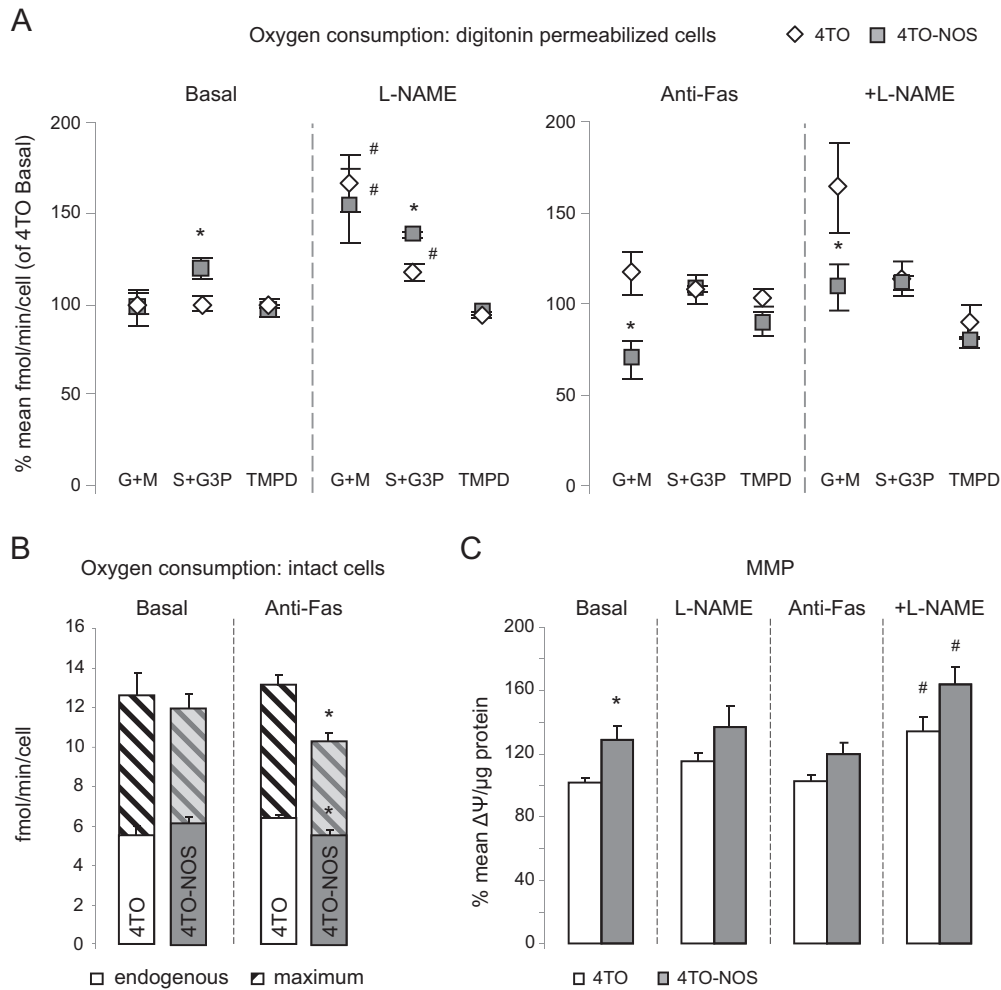 A
Oxygen consumption: digitonin permeabilized cells
4TO
4TO-NOS
Basal
L-NAME
Anti-Fas
+L-NAME
% mean fmol/min/cell (of 4TO Basal)
200
150
100
50
0
#
#
*
*
#
G+M S+G3P TMPD G+M S+G3P TMPD
200
150
100
50
0
*
*
G+M S+G3P TMPD G+M S+G3P TMPD
B
Oxygen consumption: intact cells
Basal
Anti-Fas
fmol/min/cell
16
14
12
10
8
6
4
2
0
*
*
4TO
4TO-NOS
4TO
4TO-NOS
endogenous
maximum
C
MMP
Basal
L-NAME
Anti-Fas
+L-NAME
% mean ΔΨ/µg protein
200
160
120
80
40
0
*
#
#
4TO
4TO-NOS